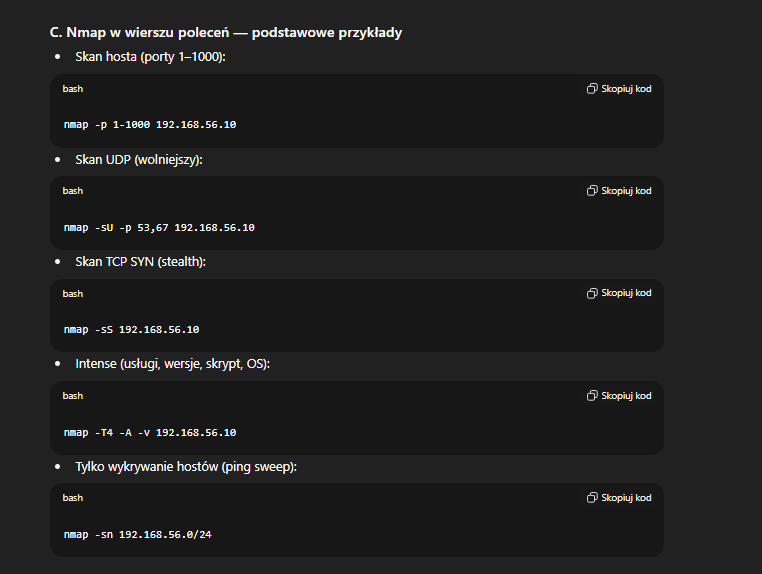 C. Nmap w wierszu poleceń — podstawowe przykłady
• Skan hosta (porty 1–1000):
bash
Skopiuj kod
nmap -p 1-1000 192.168.56.10
• Skan UDP (wolniejszy):
bash
Skopiuj kod
nmap -sU -p 53,67 192.168.56.10
• Skan TCP SYN (stealth):
bash
Skopiuj kod
nmap -sS 192.168.56.10
• Intense (usługi, wersje, skrypt, OS):
bash
Skopiuj kod
nmap -T4 -A -v 192.168.56.10
• Tylko wykrywanie hostów (ping sweep):
bash
Skopiuj kod
nmap -sn 192.168.56.0/24